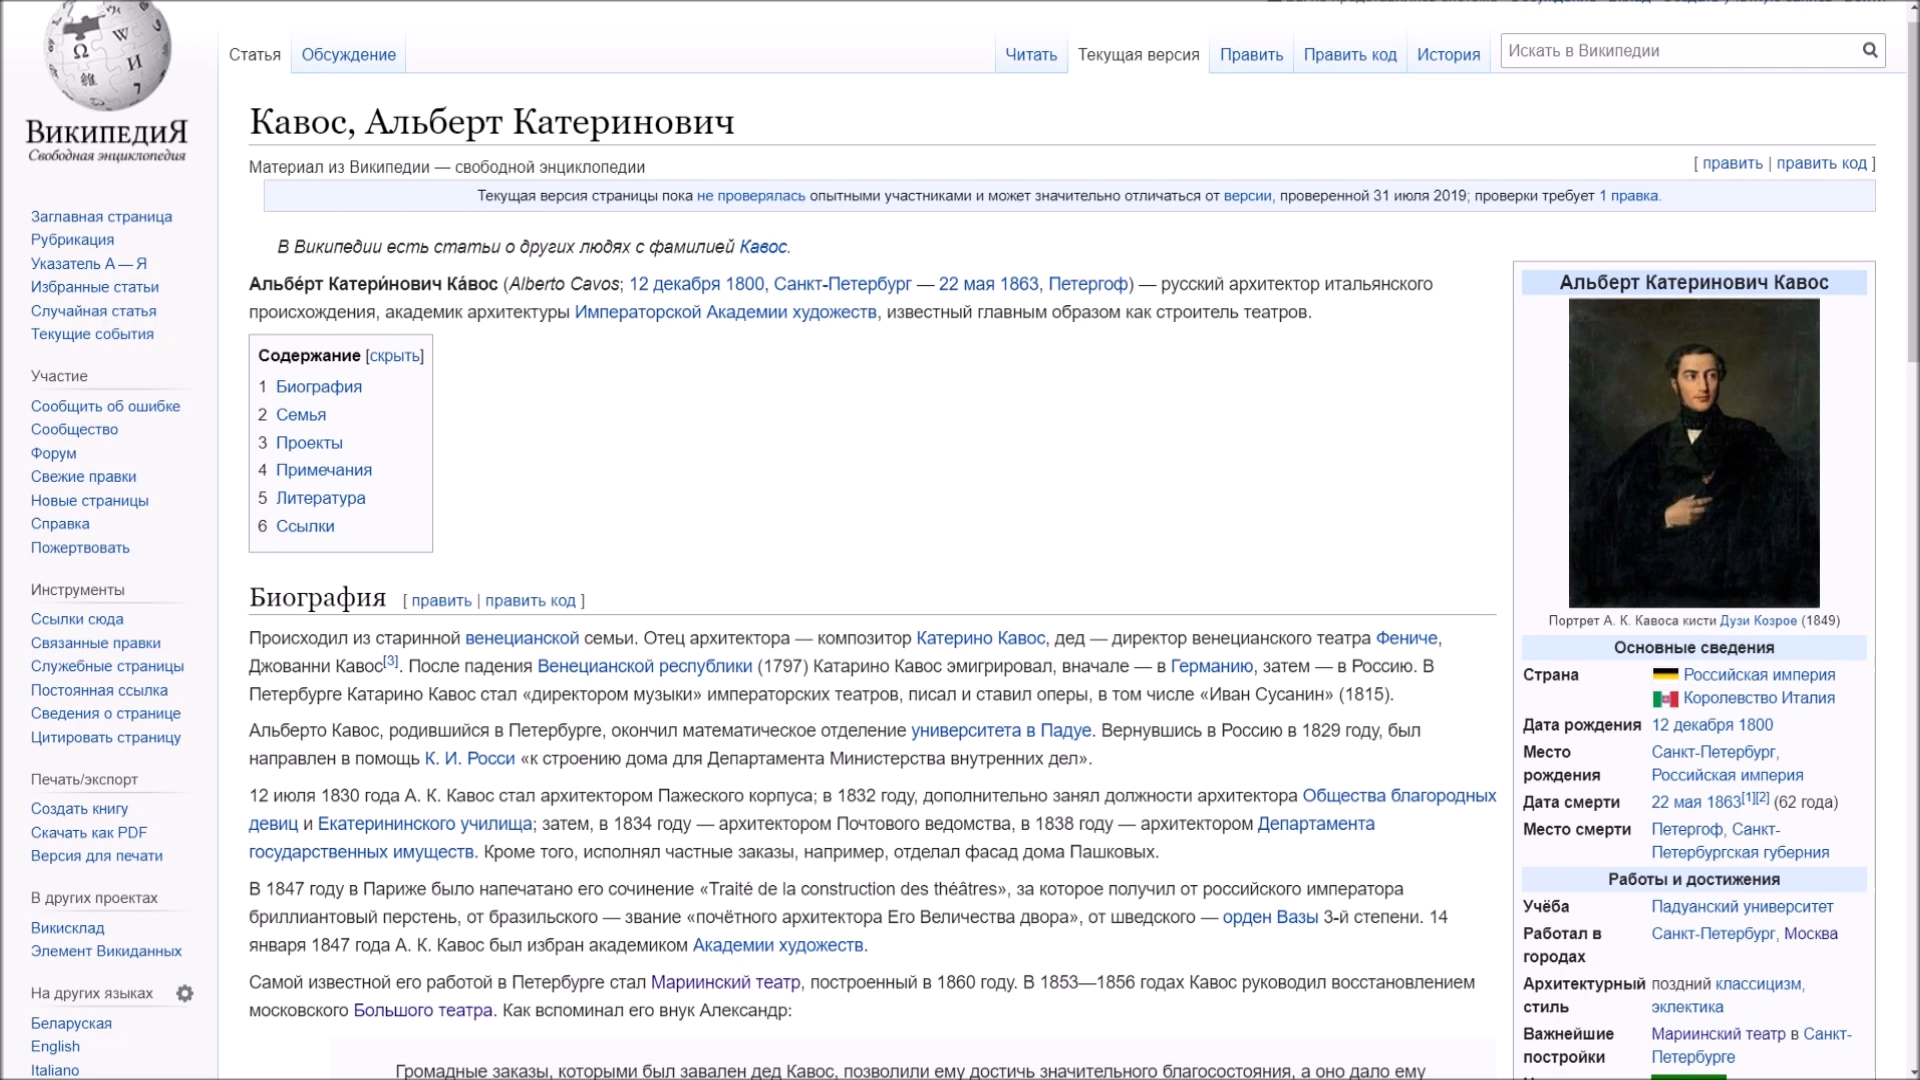 ВикипедиЯ
Свободная энциклопедия
Заглавная страница
Рубрикация
Указатель А — Я
Избранные статьи
Случайная статья
Текущие события
Участие
Сообщить об ошибке
Сообщество
Форум
Свежие правки
Новые страницы
Справка
Пожертвовать
Инструменты
Ссылки сюда
Связанные правки
Служебные страницы
Постоянная ссылка
Сведения о странице
Цитировать страницу
Печать/экспорт
Создать книгу
Скачать как PDF
Версия для печати
В других проектах
Викисклад
Элемент Викиданных
На других языках
Беларуская
English
Italiano
Статья Обсуждение Читать Текущая версия Править Править код История Искать в Википедии
Кавос, Альберт Катеринович
Материал из Википедии — свободной энциклопедии
[ править | править код ]
Текущая версия страницы пока не проверялась опытными участниками и может значительно отличаться от версии, проверенной 31 июля 2019; проверки требует 1 правка.
В Википедии есть статьи о других людях с фамилией Кавос.
Альбе́рт Катери́нович Ка́вос (Alberto Cavos; 12 декабря 1800, Санкт-Петербург — 22 мая 1863, Петергоф) — русский архитектор итальянского
происхождения, академик архитектуры Императорской Академии художеств, известный главным образом как строитель театров.
Содержание [скрыть]
1 Биография
2 Семья
3 Проекты
4 Примечания
5 Литература
6 Ссылки
Биография [ править | править код ]
Происходил из старинной венецианской семьи. Отец архитектора — композитор Катерино Кавос, дед — директор венецианского театра Фениче,
Джованни Кавос[3]. После падения Венецианской республики (1797) Катарино Кавос эмигрировал, вначале — в Германию, затем — в Россию. В
Петербурге Катарино Кавос стал «директором музыки» императорских театров, писал и ставил оперы, в том числе «Иван Сусанин» (1815).
Альберто Кавос, родившийся в Петербурге, окончил математическое отделение университета в Падуе. Вернувшись в Россию в 1829 году, был
направлен в помощь К. И. Росси «к строению дома для Департамента Министерства внутренних дел».
12 июля 1830 года А. К. Кавос стал архитектором Пажеского корпуса; в 1832 году, дополнительно занял должности архитектора Общества благородных
девиц и Екатерининского училища; затем, в 1834 году — архитектором Почтового ведомства, в 1838 году — архитектором Департамента
государственных имуществ. Кроме того, исполнял частные заказы, например, отделал фасад дома Пашковых.
В 1847 году в Париже было напечатано его сочинение «Traité de la construction des théâtres», за которое получил от российского императора
бриллиантовый перстень, от бразильского — звание «почётного архитектора Его Величества двора», от шведского — орден Вазы 3-й степени. 14
января 1847 года А. К. Кавос был избран академиком Академии художеств.
Самой известной его работой в Петербурге стал Мариинский театр, построенный в 1860 году. В 1853—1856 годах Кавос руководил восстановлением
московского Большого театра. Как вспоминал его внук Александр:
Громадные заказы, которыми был завален дед Кавос, позволили ему достичь значительного благосостояния, а оно дало ему
Альберт Катеринович Кавос
Портрет А. К. Кавоса кисти Дузи Козрое (1849)
Основные сведения
Страна Российская империя
Королевство Италия
Дата рождения 12 декабря 1800
Место рождения Санкт-Петербург,
Российская империя
Дата смерти 22 мая 1863[1][2] (62 года)
Место смерти Петергоф, Санкт-
Петербургская губерния
Работы и достижения
Учёба Падуанский университет
Работал в городах Санкт-Петербург, Москва
Архитектурный стиль поздний классицизм,
эклектика
Важнейшие постройки Мариинский театр в Санкт-
Петербурге